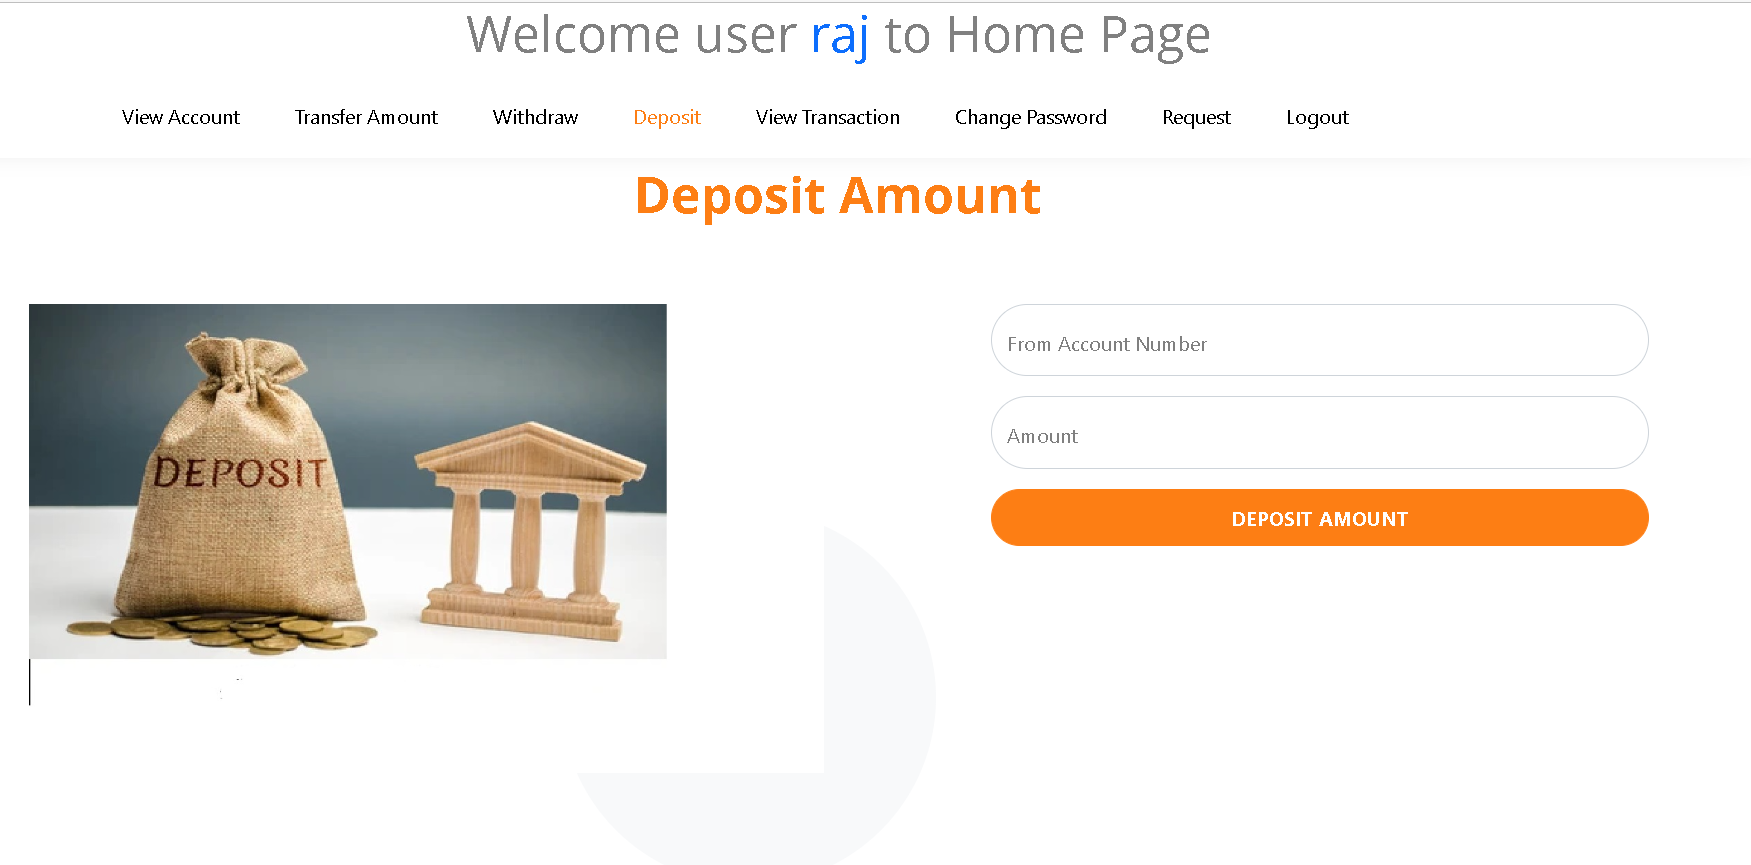 Welcome user raj to Home Page
View Account Transfer Amount Withdraw Deposit View Transaction Change Password Request Logout
Deposit Amount
DEPOSIT
From Account Number
Amount
DEPOSIT AMOUNT